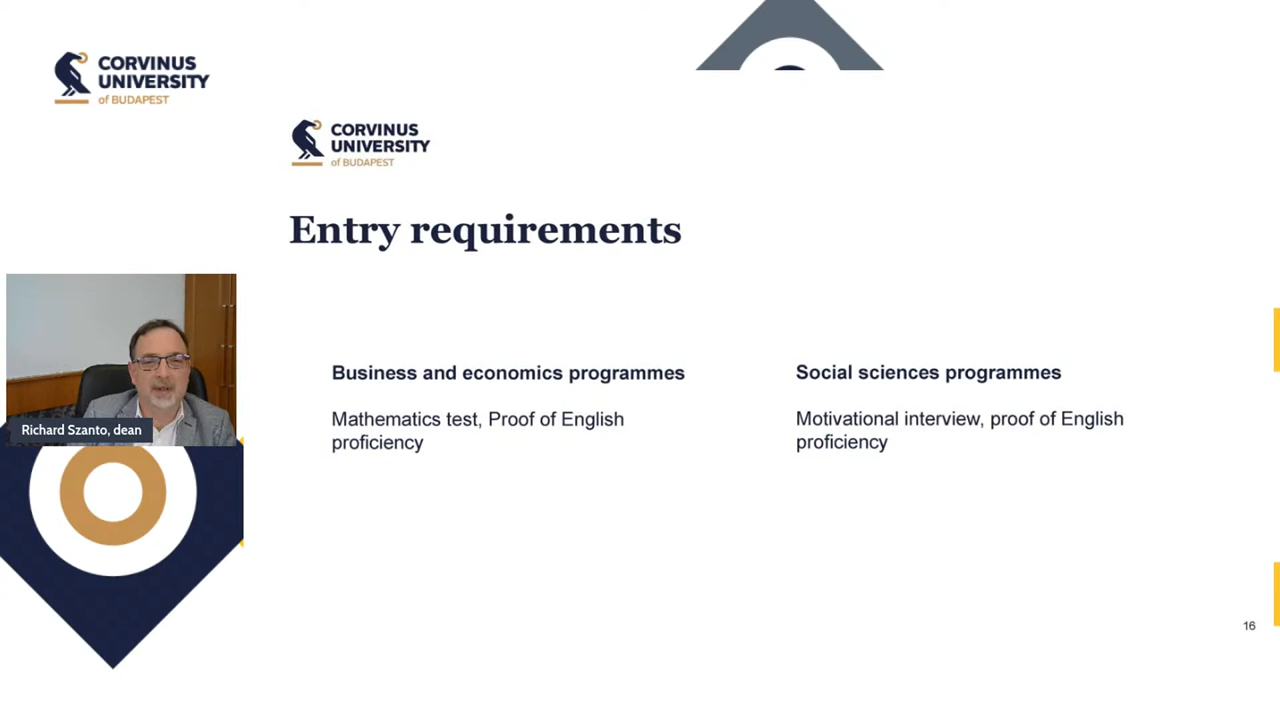 CORVINUS
UNIVERSITY
of BUDAPEST
CORVINUS
UNIVERSITY
of BUDAPEST
Entry requirements
Business and economics programmes
Mathematics test, Proof of English
proficiency
Social sciences programmes
Motivational interview, proof of English
proficiency
Richard Szanto, dean
16